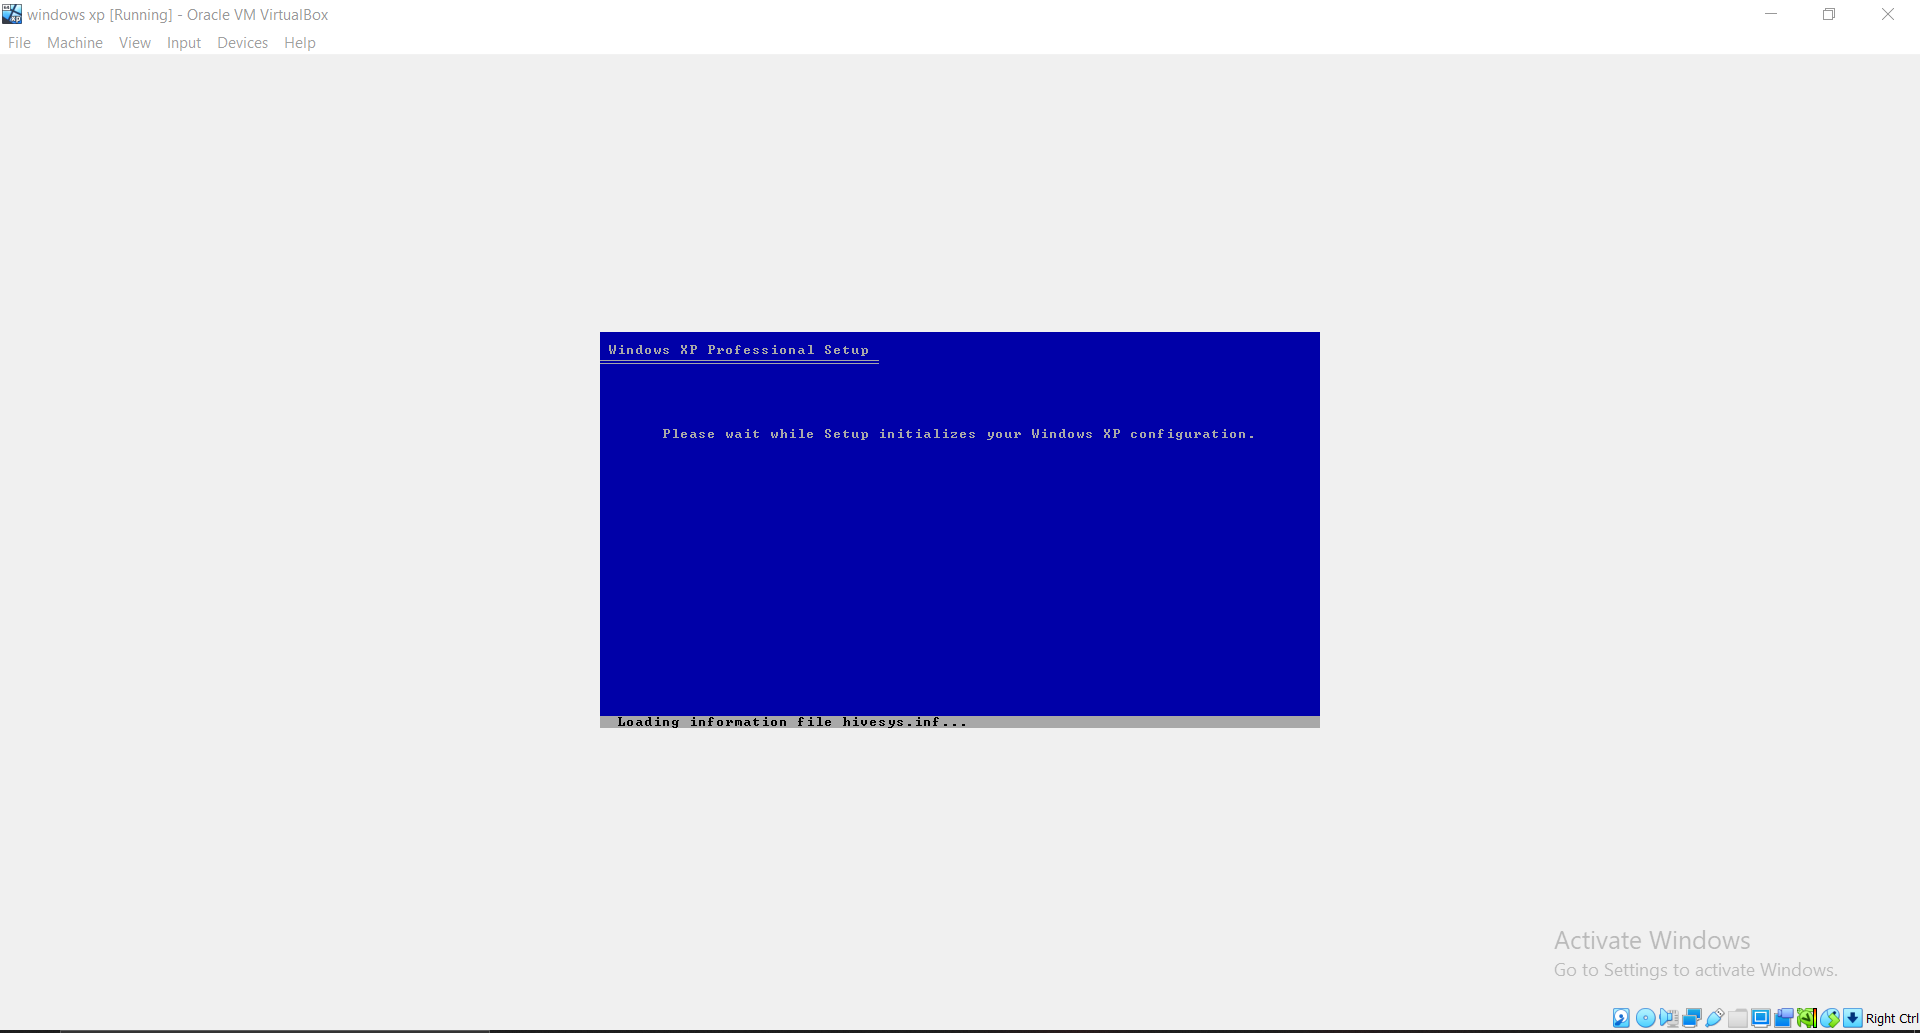 windows xp [Running] - Oracle VM VirtualBox
File Machine View Input Devices Help
Windows XP Professional Setup
Please wait while Setup initializes your Windows XP configuration.
Loading information file hivesys.inf...
Activate Windows
Go to Settings to activate Windows.
Right Ctrl